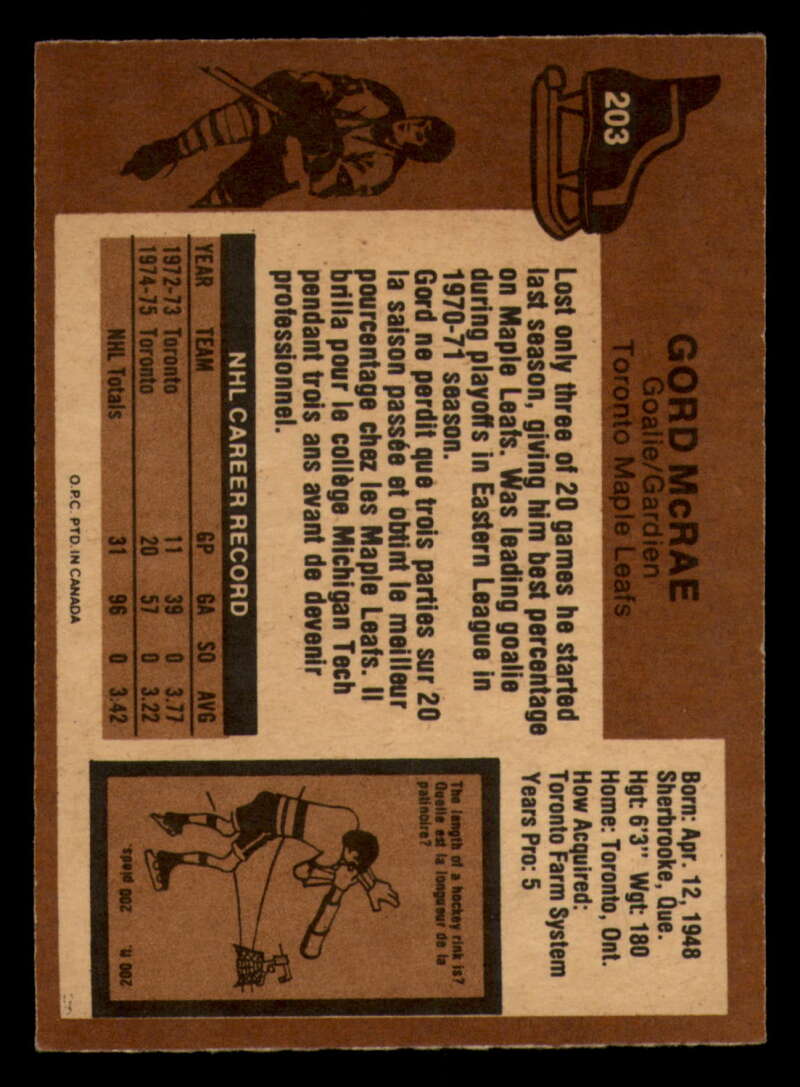 203
GORD McRAE
Goalie/Gardien
Toronto Maple Leafs
Born: Apr. 12, 1948
Sherbrooke, Que.
Hgt: 6'3" Wgt: 180
Home: Toronto, Ont.
How Acquired:
Toronto Farm System
Years Pro: 5
Lost only three of 20 games he started
last season, giving him best percentage
on Maple Leafs. Was leading goalie
during playoffs in Eastern League in
1970-71 season.
Gord ne perdit que trois parties sur 20
la saison passée et obtint le meilleur
pourcentage chez les Maple Leafs. Il
brilla pour le collège Michigan Tech
pendant trois ans avant de devenir
professionnel.
NHL CAREER RECORD
YEAR TEAM GP GA SO AVG
1972-73 Toronto 11 39 0 3.77
1974-75 Toronto 20 57 0 3.22
NHL Totals 31 96 0 3.42
The length of a hockey rink is?
Quelle est la longueur de la
patinoire?
200 ft. 200 pieds.
O.P.C. PTD. IN CANADA